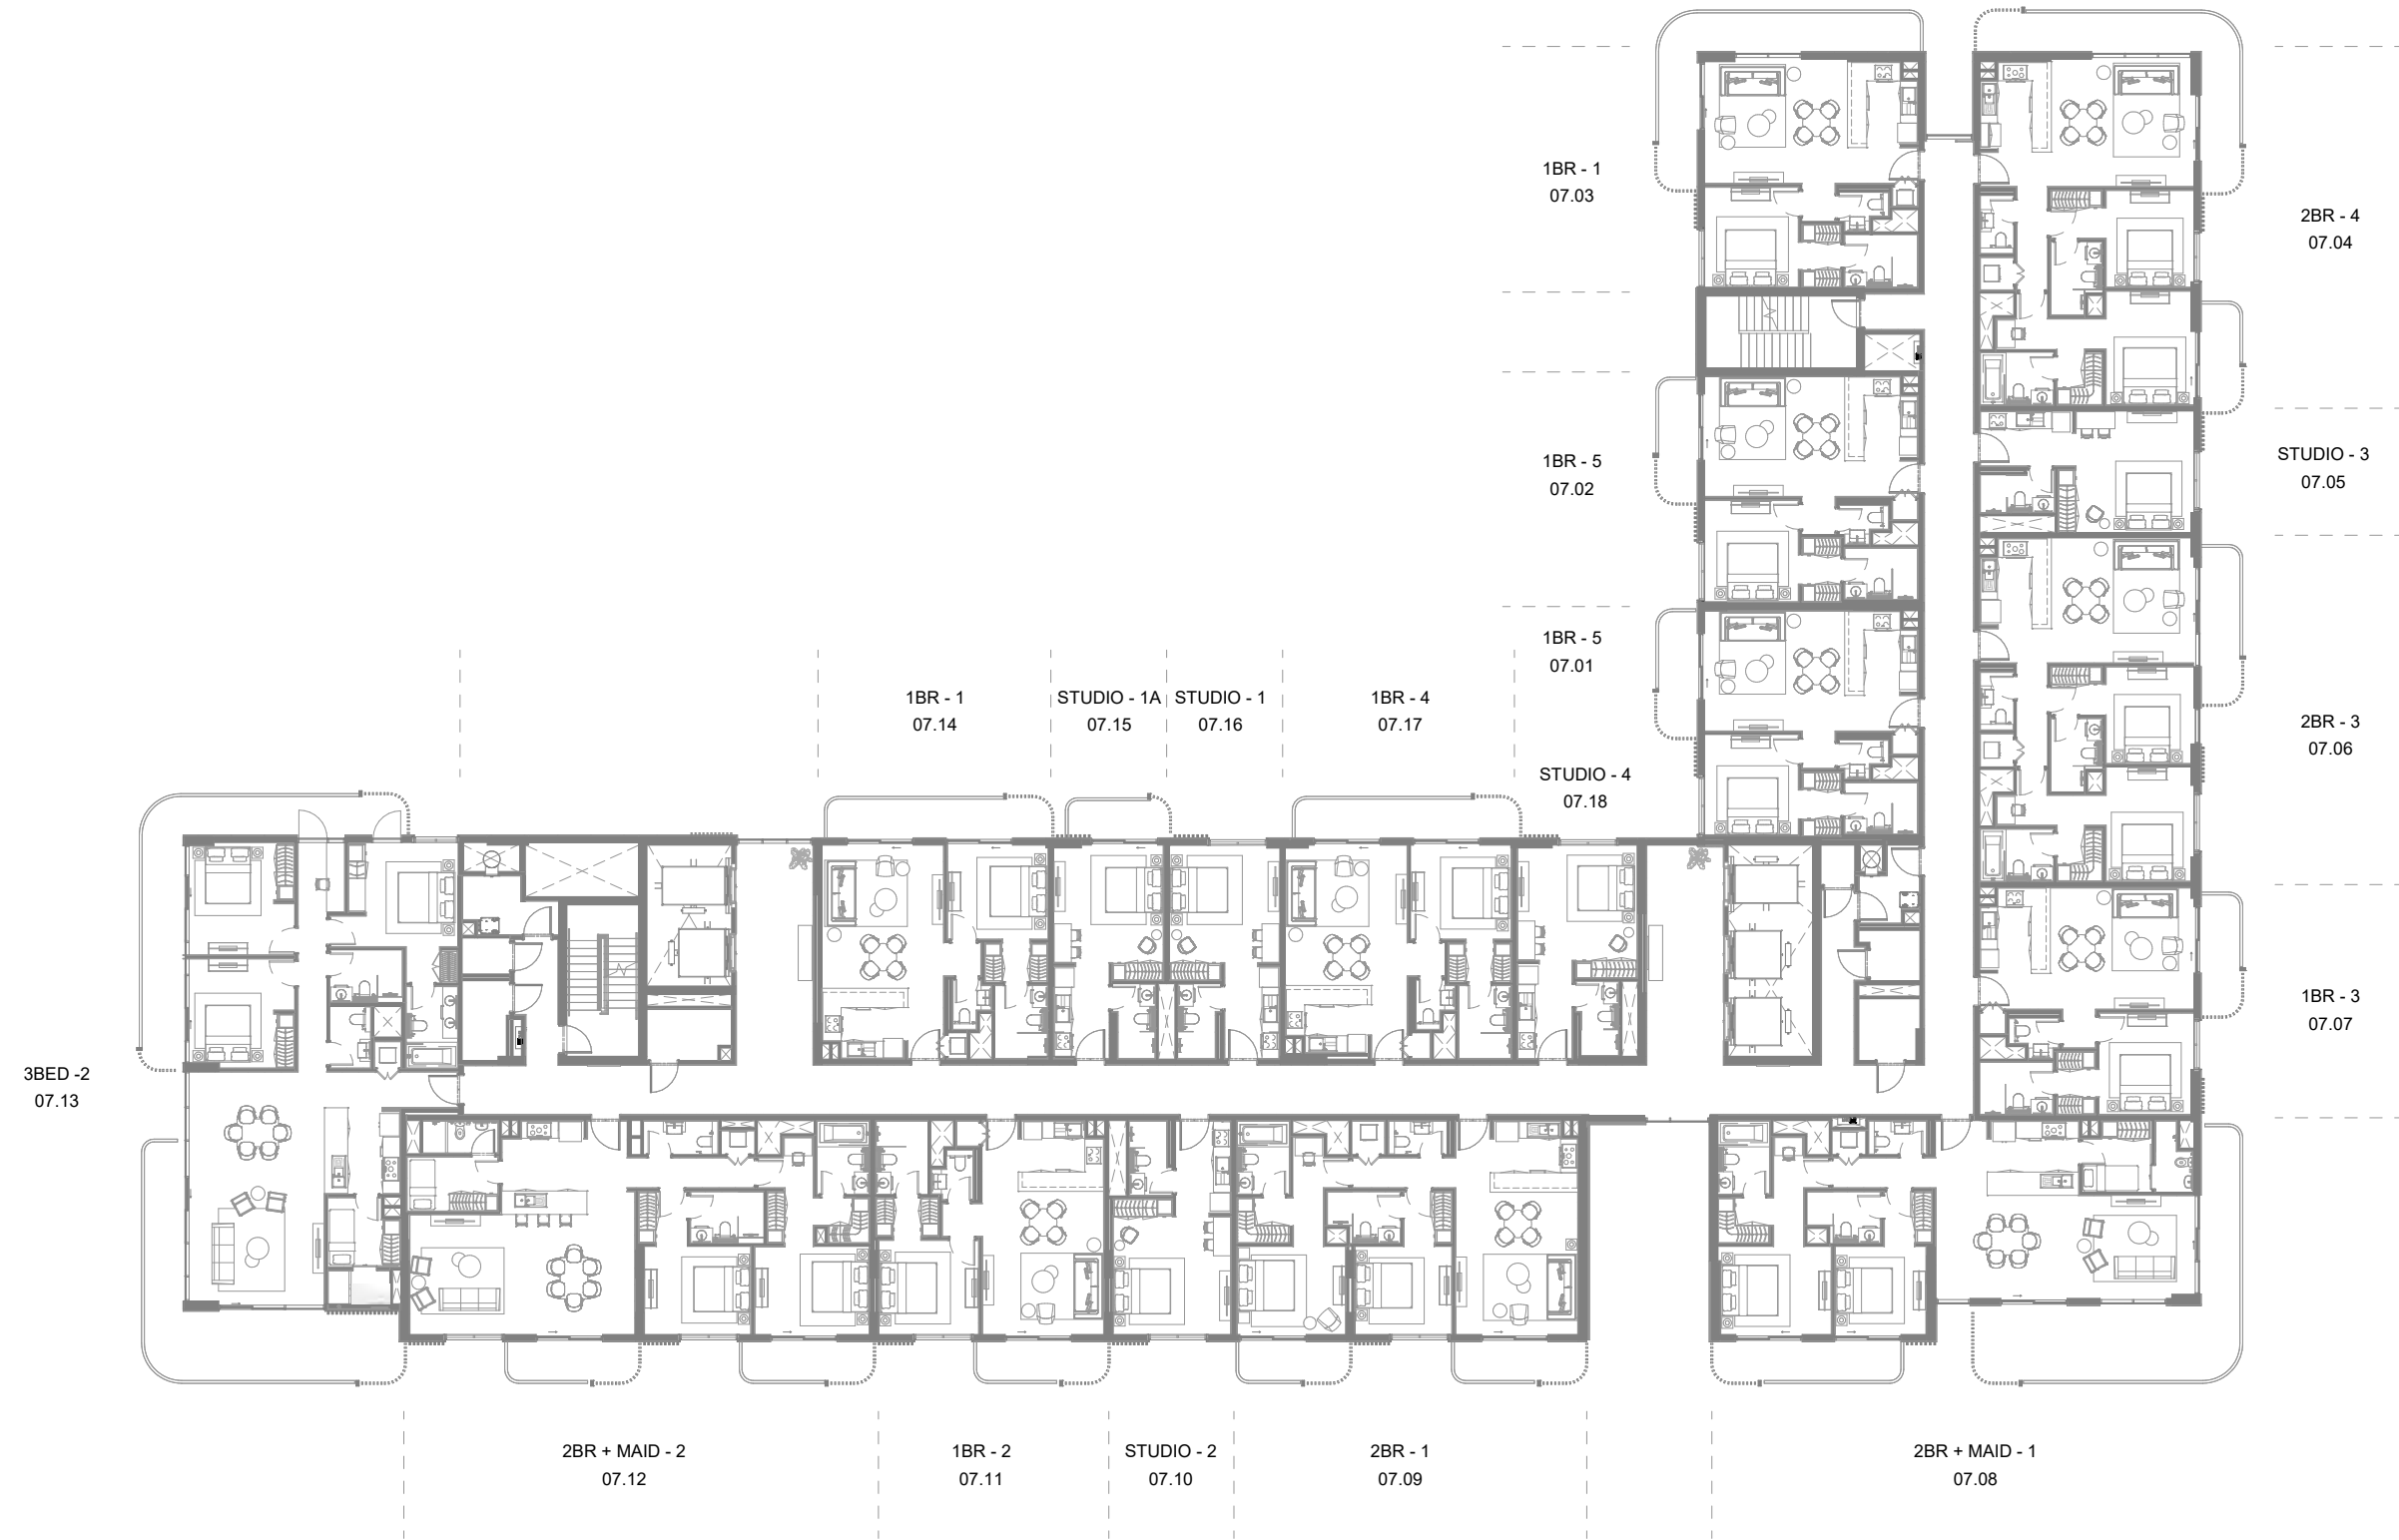 1BR - 1
07.03
2BR - 4
07.04
1BR - 5
07.02
STUDIO - 3
07.05
1BR - 5
07.01
2BR - 3
07.06
1BR - 1
07.14
STUDIO - 1A
07.15
STUDIO - 1
07.16
1BR - 4
07.17
STUDIO - 4
07.18
1BR - 3
07.07
3BED -2
07.13
2BR + MAID - 2
07.12
1BR - 2
07.11
STUDIO - 2
07.10
2BR - 1
07.09
2BR + MAID - 1
07.08